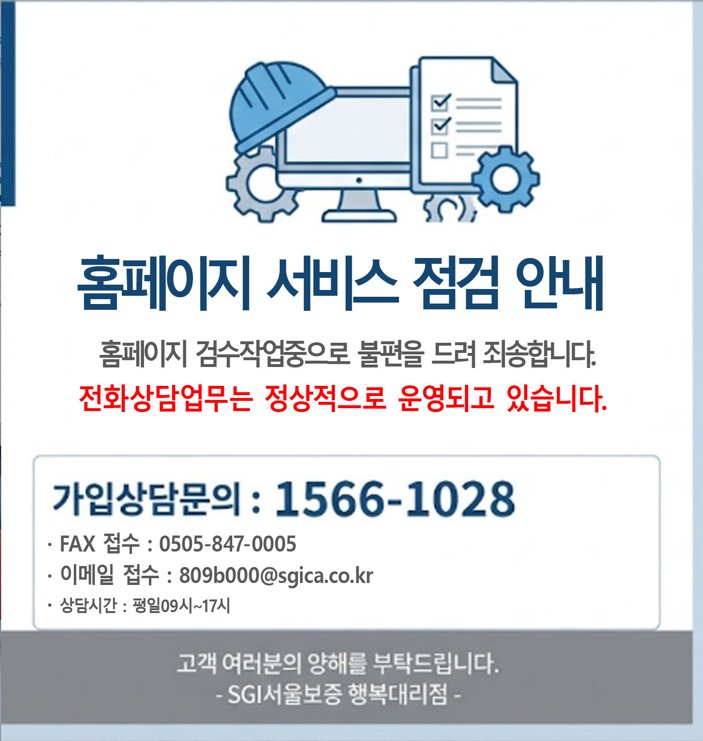 홈페이지 서비스 점검 안내
홈페이지 검수작업중으로 불편을 드려 죄송합니다.
전화상담업무는 정상적으로 운영되고 있습니다.
가입상담문의 : 1566-1028
· FAX 접수 : 0505-847-0005
· 이메일 접수 : 809b000@sgica.co.kr
· 상담시간 : 평일09시~17시
고객 여러분의 양해를 부탁드립니다.
- SGI서울보증 행복대리점 -